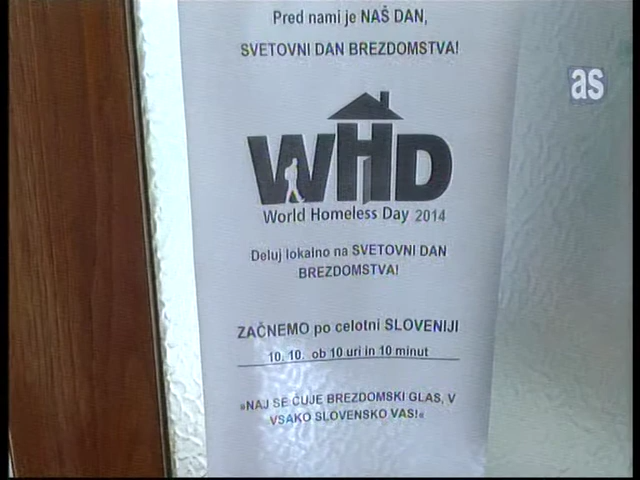 Pred nami je NAŠ DAN,
SVETOVNI DAN BREZDOMSTVA!
as
WHD
World Homeless Day 2014
Deluj lokalno na SVETOVNI DAN
BREZDOMSTVA!
ZAČNEMO po celotni SLOVENIJI
10. 10. ob 10 uri in 10 minut
»NAJ SE ČUJE BREZDOMSKI GLAS, V
VSAKO SLOVENSKO VAS!«